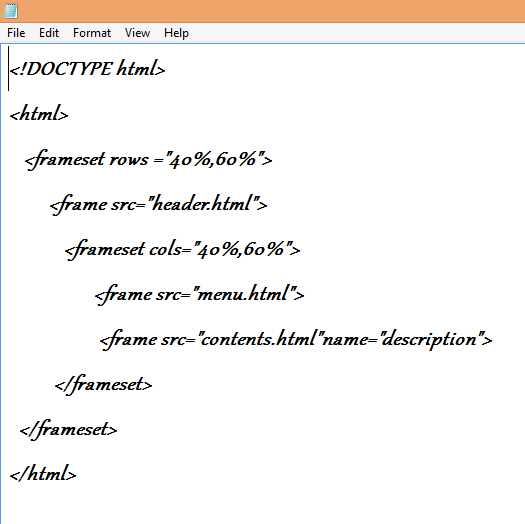 File Edit Format View Help
<!DOCTYPE html>
<html>
<frameset rows ="40%,60%">
<frame src="header.html">
<frameset cols="40%,60%">
<frame src="menu.html">
<frame src="contents.html"name="description">
</frameset>
</frameset>
</html>